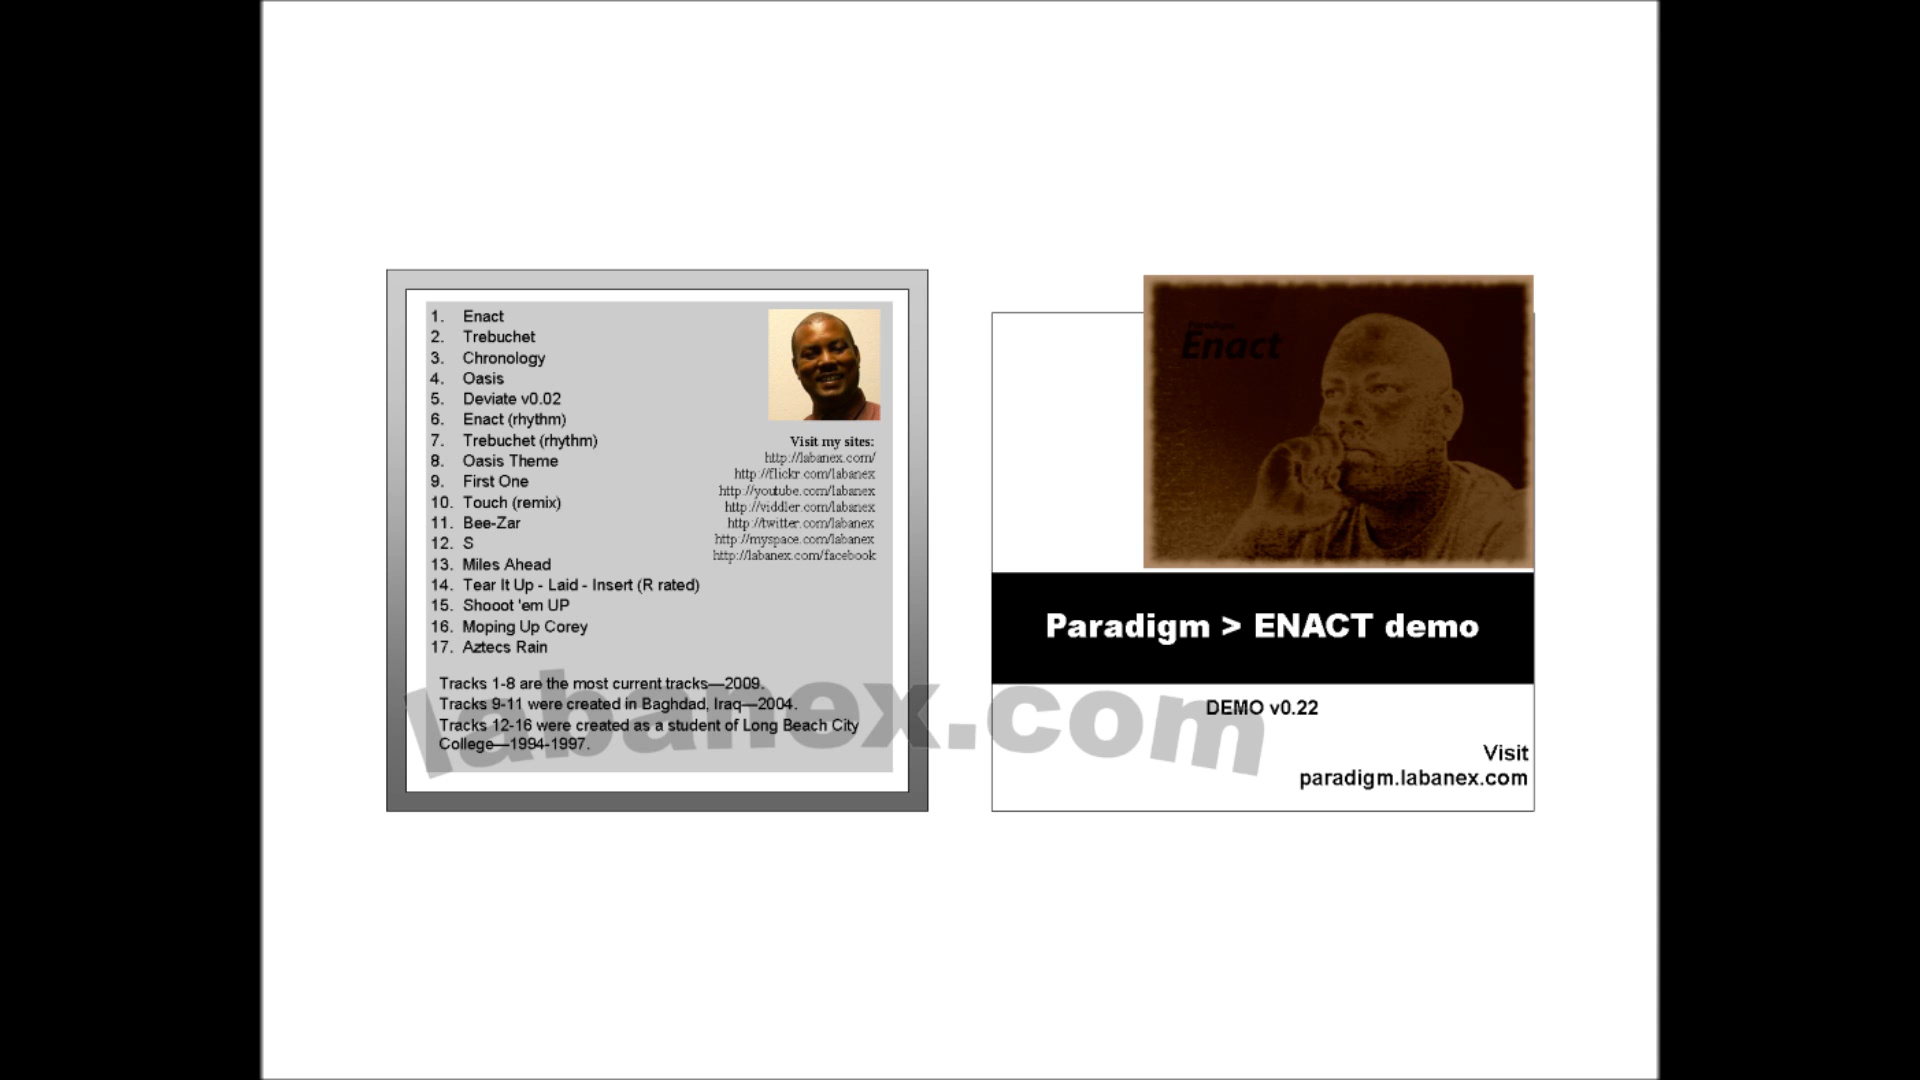 1. Enact
2. Trebuchet
3. Chronology
4. Oasis
5. Deviate v0.02
6. Enact (rhythm)
7. Trebuchet (rhythm)
8. Oasis Theme
9. First One
10. Touch (remix)
11. Bee-Zar
12. S
13. Miles Ahead
14. Tear It Up - Laid - Insert (R rated)
15. Shooot 'em UP
16. Moping Up Corey
17. Aztecs Rain
Visit my sites:
http://labanex.com/
http://flickr.com/labanex
http://youtube.com/labanex
http://viddler.com/labanex
http://twitter.com/labanex
http://myspace.com/labanex
http://labanex.com/facebook
Tracks 1-8 are the most current tracks—2009.
Tracks 9-11 were created in Baghdad, Iraq—2004.
Tracks 12-16 were created as a student of Long Beach City
College—1994-1997.
labanex.com
Paradigm
Enact
Paradigm > ENACT demo
DEMO v0.22
Visit
paradigm.labanex.com